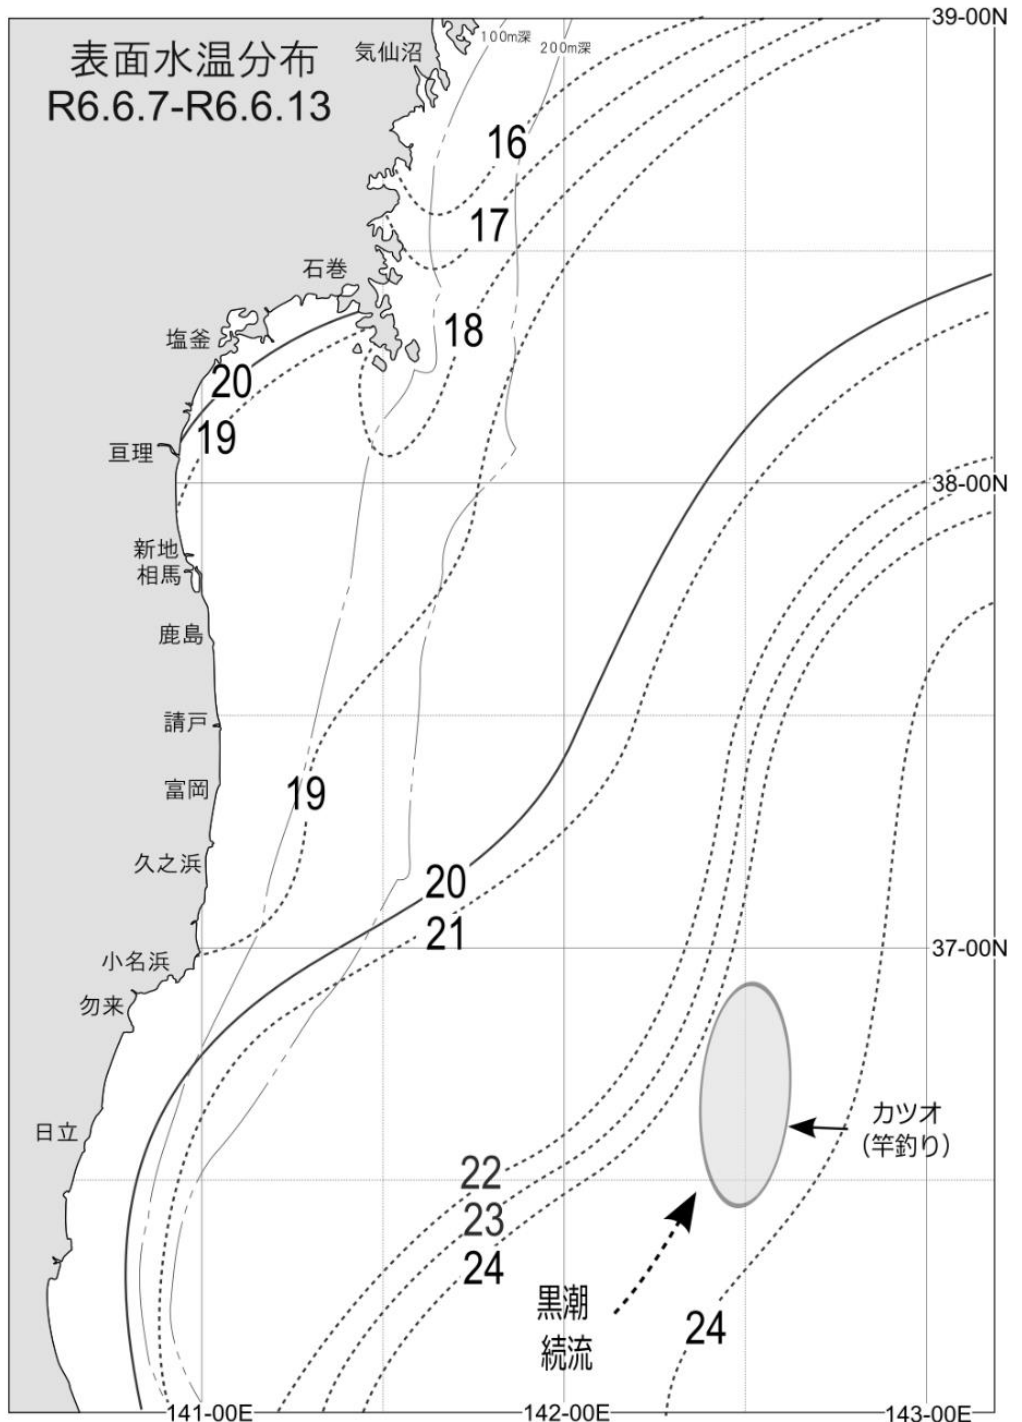 39-00N
表面水温分布
R6.6.7-R6.6.13
気仙沼
100m深
200m深
16
17
石巻
18
塩釜
20
19
亘理
38-00N
新地
相馬
鹿島
請戸
富岡
19
久之浜
20
21
小名浜
37-00N
勿来
日立
カツオ
(竿釣り)
22
23
24
黒潮
続流
24
141-00E
142-00E
143-00E